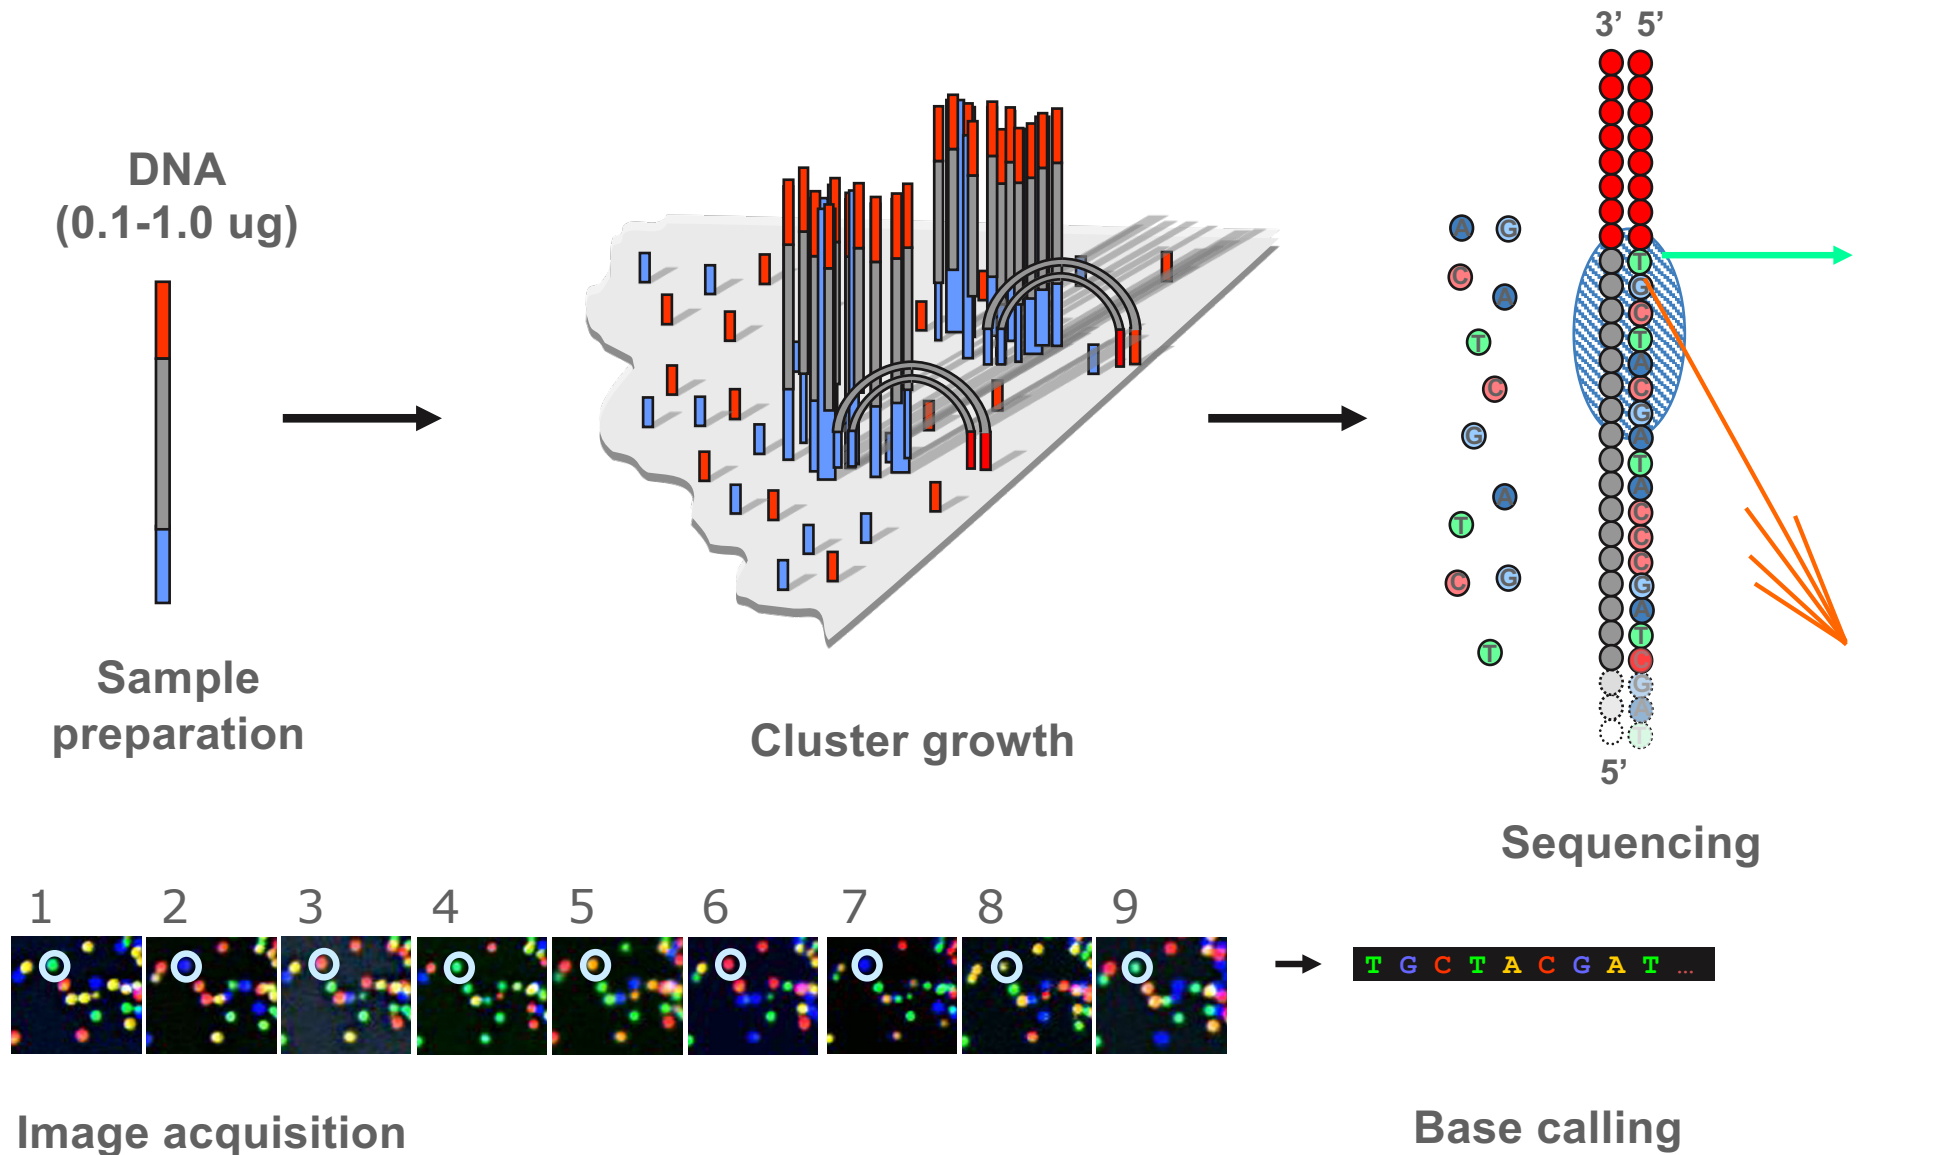 DNA
(0.1-1.0 ug)
Sample
preparation
Cluster growth
3’ 5’
A G
C
A
T
C
G
A
T
C G
T
T
G
C
T
A
C
G
A
T
A
C
C
C
G
A
T
C
G
A
T
5’
Sequencing
1 2 3 4 5 6 7 8 9
T G C T A C G A T ...
Image acquisition
Base calling